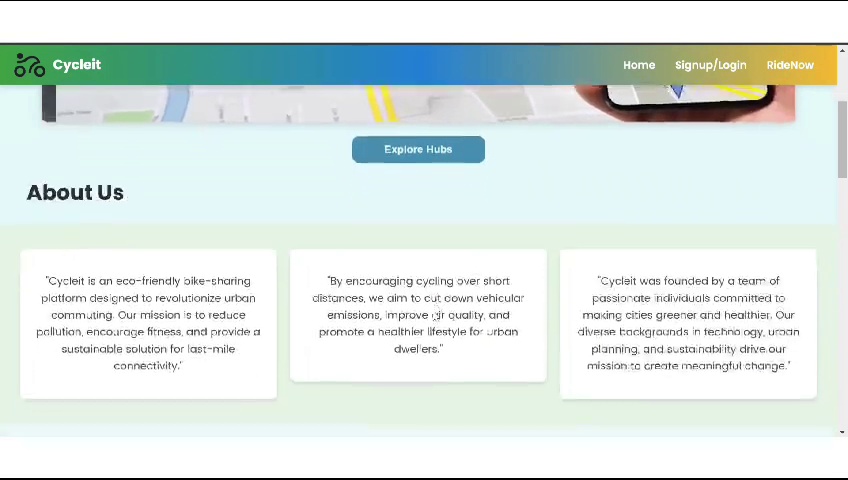 Cycleit
Home Signup/Login RideNow
Explore Hubs
About Us
"Cycleit is an eco-friendly bike-sharing
platform designed to revolutionize urban
commuting. Our mission is to reduce
pollution, encourage fitness, and provide a
sustainable solution for last-mile
connectivity."
"By encouraging cycling over short
distances, we aim to cut down vehicular
emissions, improve air quality, and
promote a healthier lifestyle for urban
dwellers."
"Cycleit was founded by a team of
passionate individuals committed to
making cities greener and healthier. Our
diverse backgrounds in technology, urban
planning, and sustainability drive our
mission to create meaningful change."